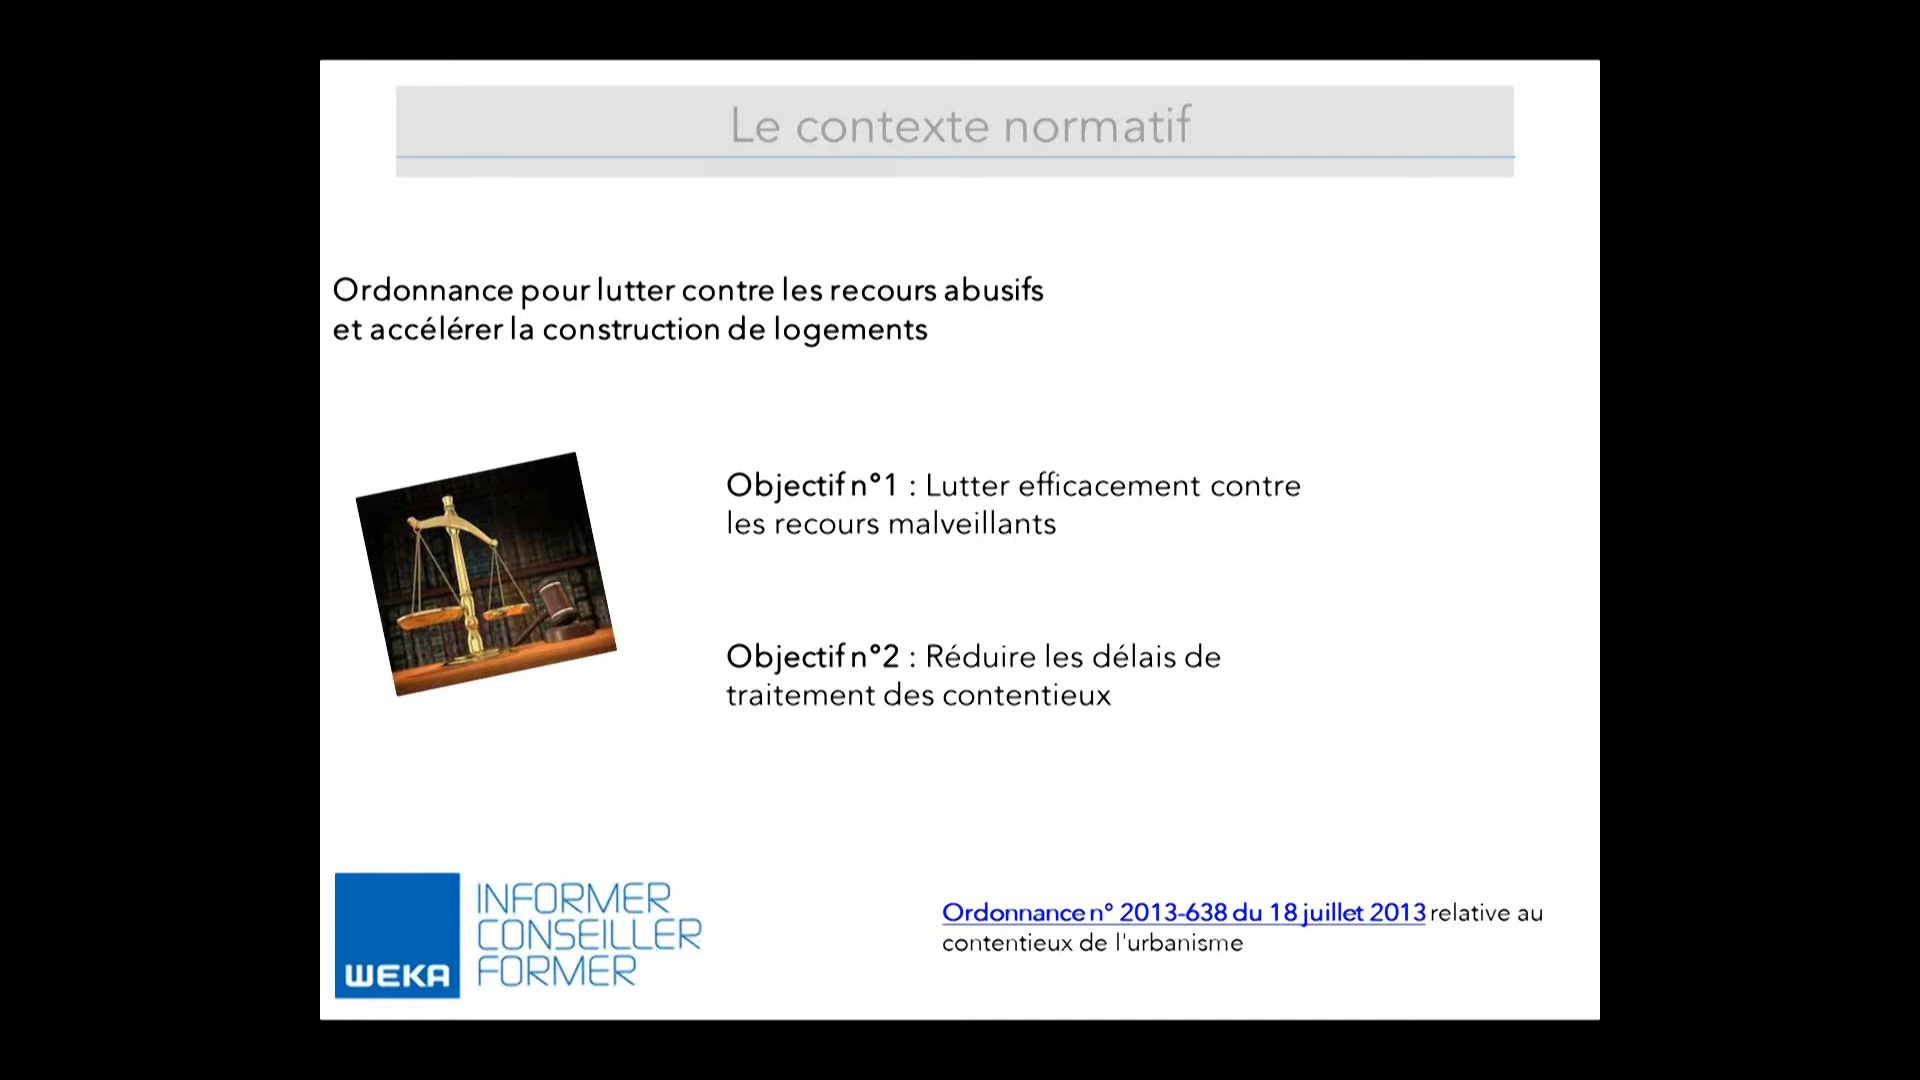 Le contexte normatif
Ordonnance pour lutter contre les recours abusifs
et accélérer la construction de logements
Objectif n°1 : Lutter efficacement contre
les recours malveillants
Objectif n°2 : Réduire les délais de
traitement des contentieux
WEKA
INFORMER
CONSEILLER
FORMER
Ordonnance n° 2013-638 du 18 juillet 2013 relative au
contentieux de l'urbanisme